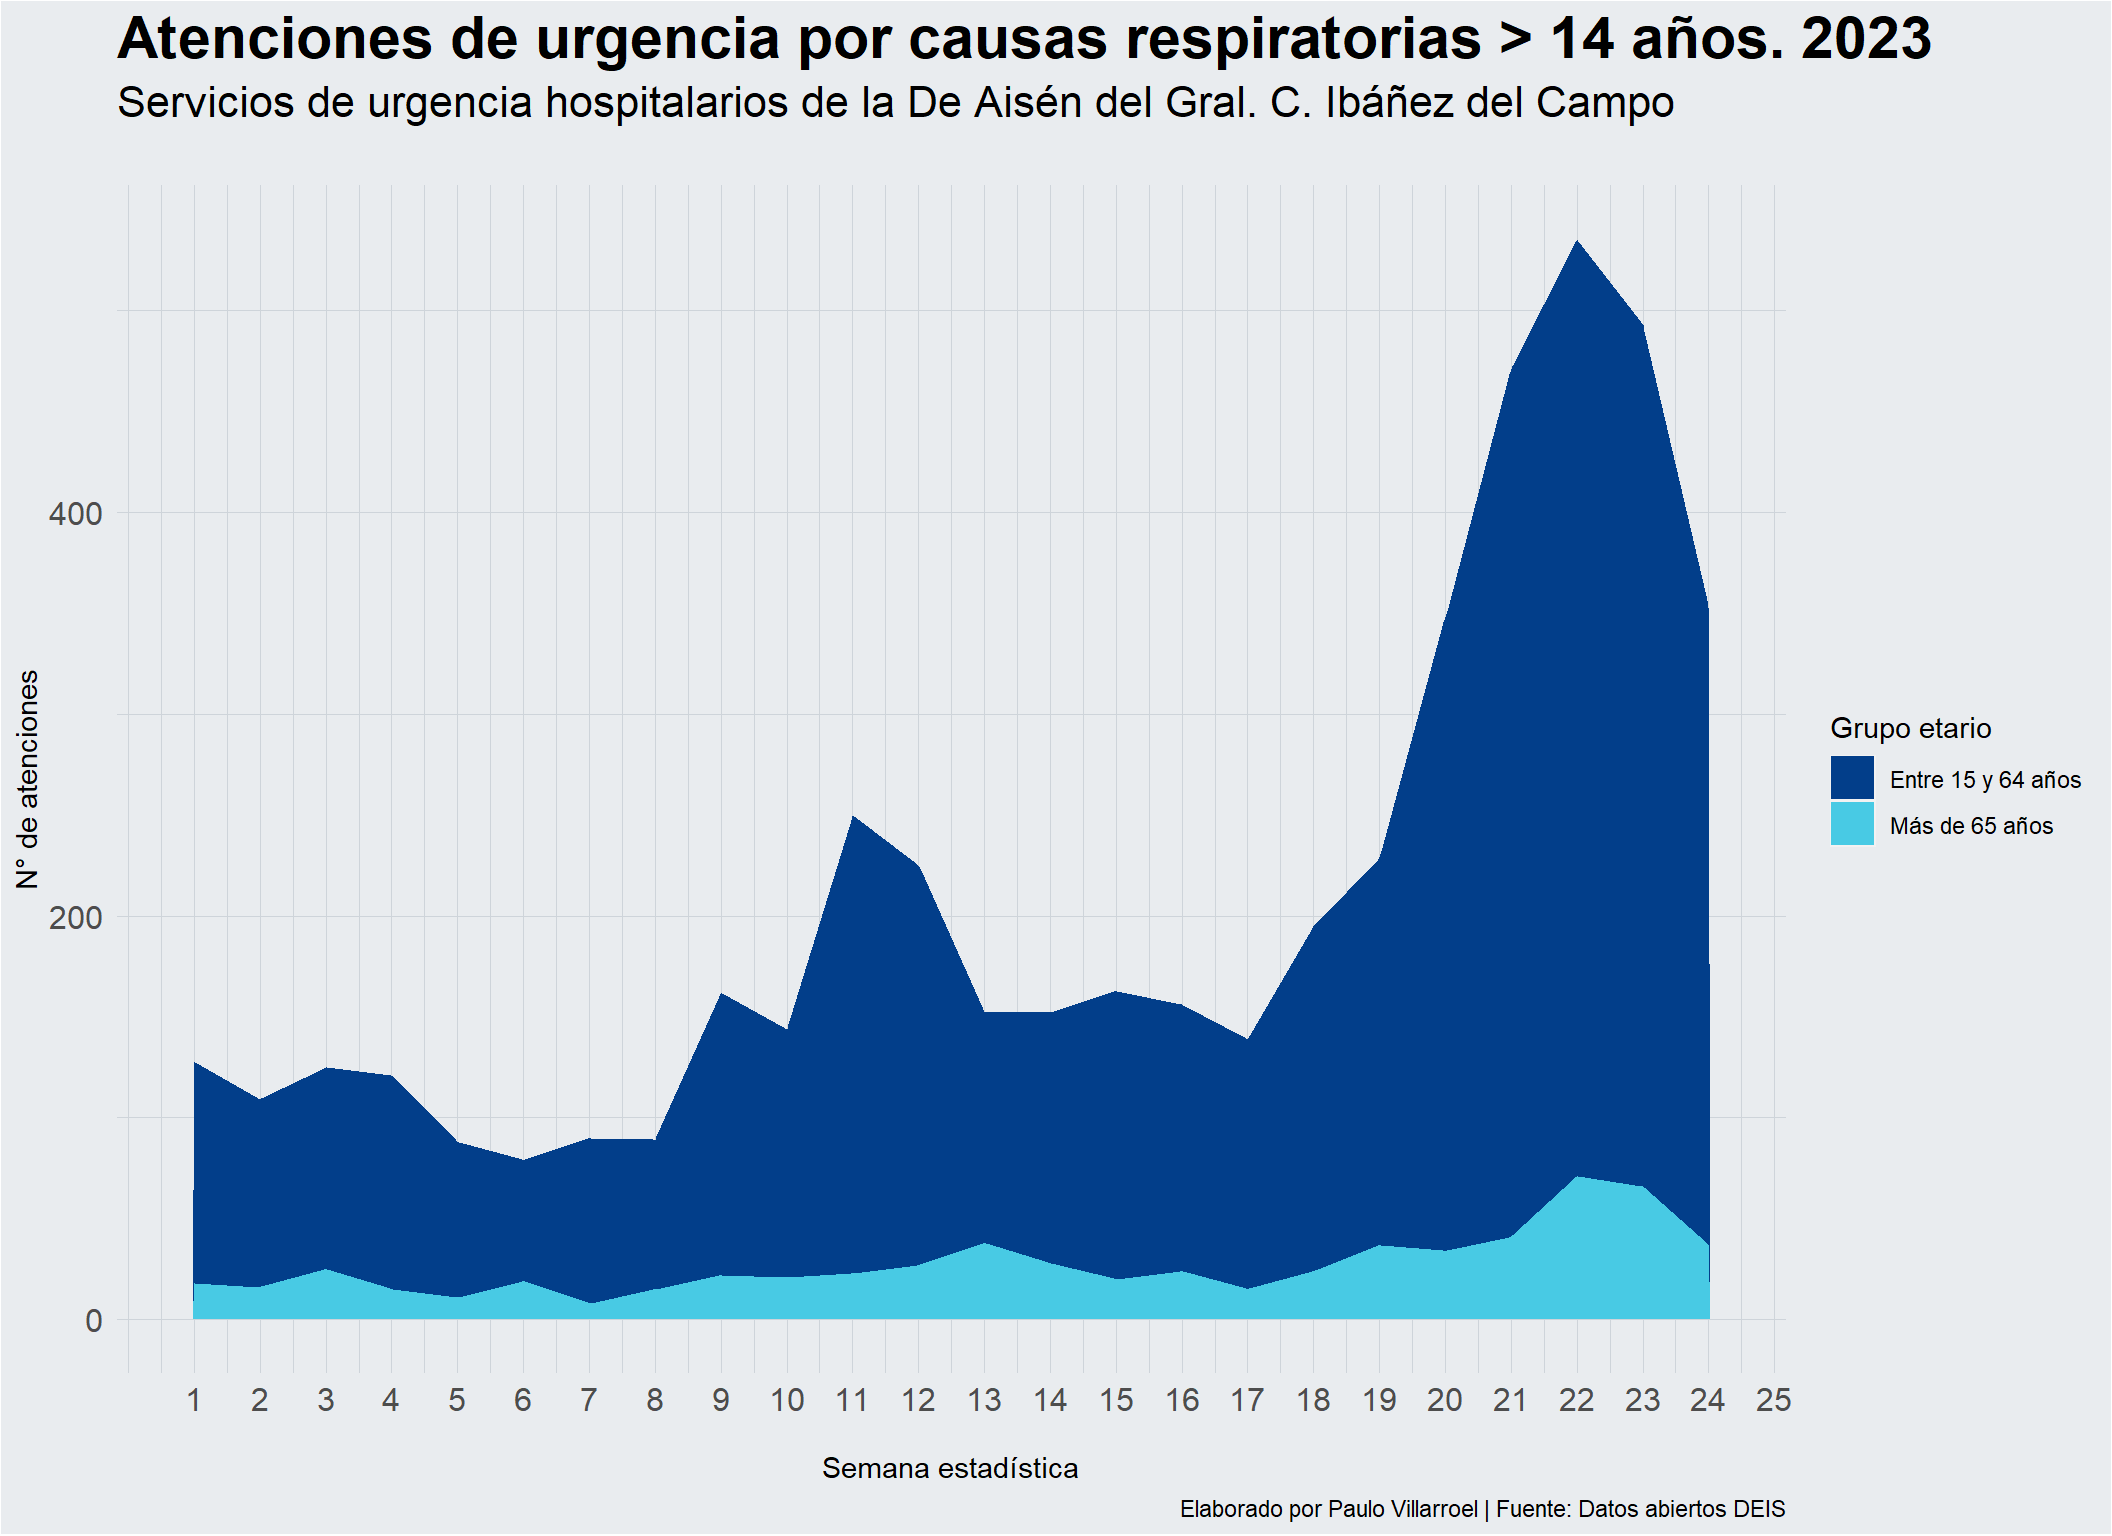 Atenciones de urgencia por causas respiratorias > 14 años. 2023
Servicios de urgencia hospitalarios de la De Aisén del Gral. C. Ibáñez del Campo
N° de atenciones
400
200
0
1 2 3 4 5 6 7 8 9 10 11 12 13 14 15 16 17 18 19 20 21 22 23 24 25
Semana estadística
Grupo etario
Entre 15 y 64 años
Más de 65 años
Elaborado por Paulo Villarroel | Fuente: Datos abiertos DEIS